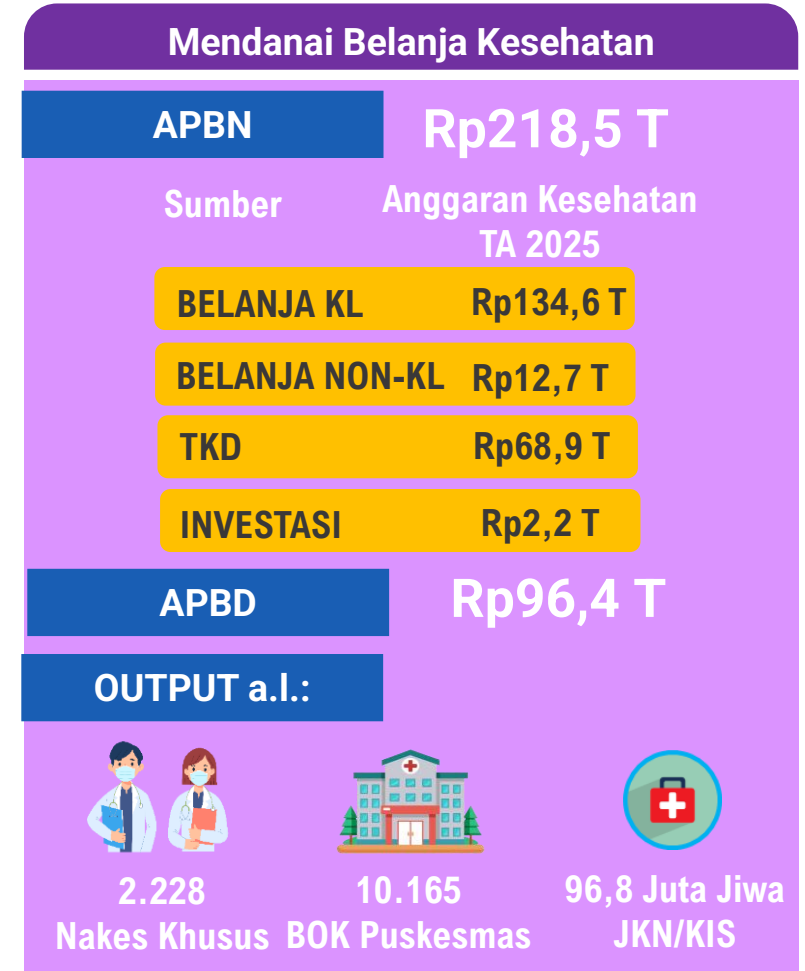 Mendanai Belanja Kesehatan
APBN
Rp218,5 T
Sumber
Anggaran Kesehatan
TA 2025
BELANJA KL
Rp134,6 T
BELANJA NON-KL
Rp12,7 T
TKD
Rp68,9 T
INVESTASI
Rp2,2 T
APBD
Rp96,4 T
OUTPUT a.l.:
2.228
Nakes Khusus
10.165
BOK Puskesmas
96,8 Juta Jiwa
JKN/KIS